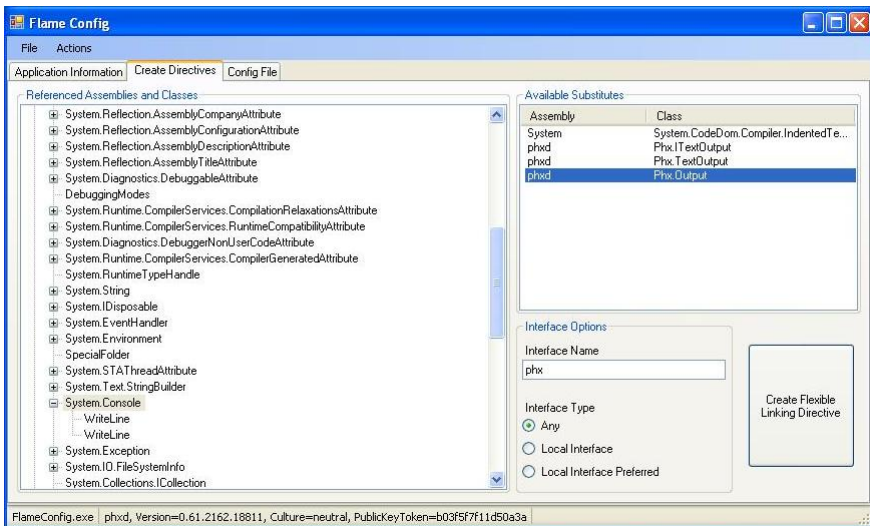 Flame Config
File Actions
Application Information Create Directives Config File
Referenced Assemblies and Classes
System.Reflection.AssemblyCompanyAttribute
System.Reflection.AssemblyConfigurationAttribute
System.Reflection.AssemblyDescriptionAttribute
System.Reflection.AssemblyTitleAttribute
System.Diagnostics.DebuggableAttribute
DebuggingModes
System.Runtime.CompilerServices.CompilationRelaxationsAttribute
System.Runtime.CompilerServices.RuntimeCompatibilityAttribute
System.Diagnostics.DebuggerNonUserCodeAttribute
System.Runtime.CompilerServices.CompilerGeneratedAttribute
System.RuntimeTypeHandle
System.String
System.IDisposable
System.EventHandler
System.Environment
SpecialFolder
System.STAThreadAttribute
System.Text.StringBuilder
System.Console
WriteLine
WriteLine
System.Exception
System.IO.FileSystemInfo
System.Collections.ICollection
Available Substitutes
Assembly Class
System System.CodeDom.Compiler.IndentedTe...
phxd Phx.ITextOutput
phxd Phx.TextOutput
phxd Phx.Output
Interface Options
Interface Name
phx
Interface Type
Any
Local Interface
Local Interface Preferred
Create Flexible
Linking Directive
FlameConfig.exe phxd, Version=0.61.2162.18811, Culture=neutral, PublicKeyToken=b03f5f7f11d50a3a